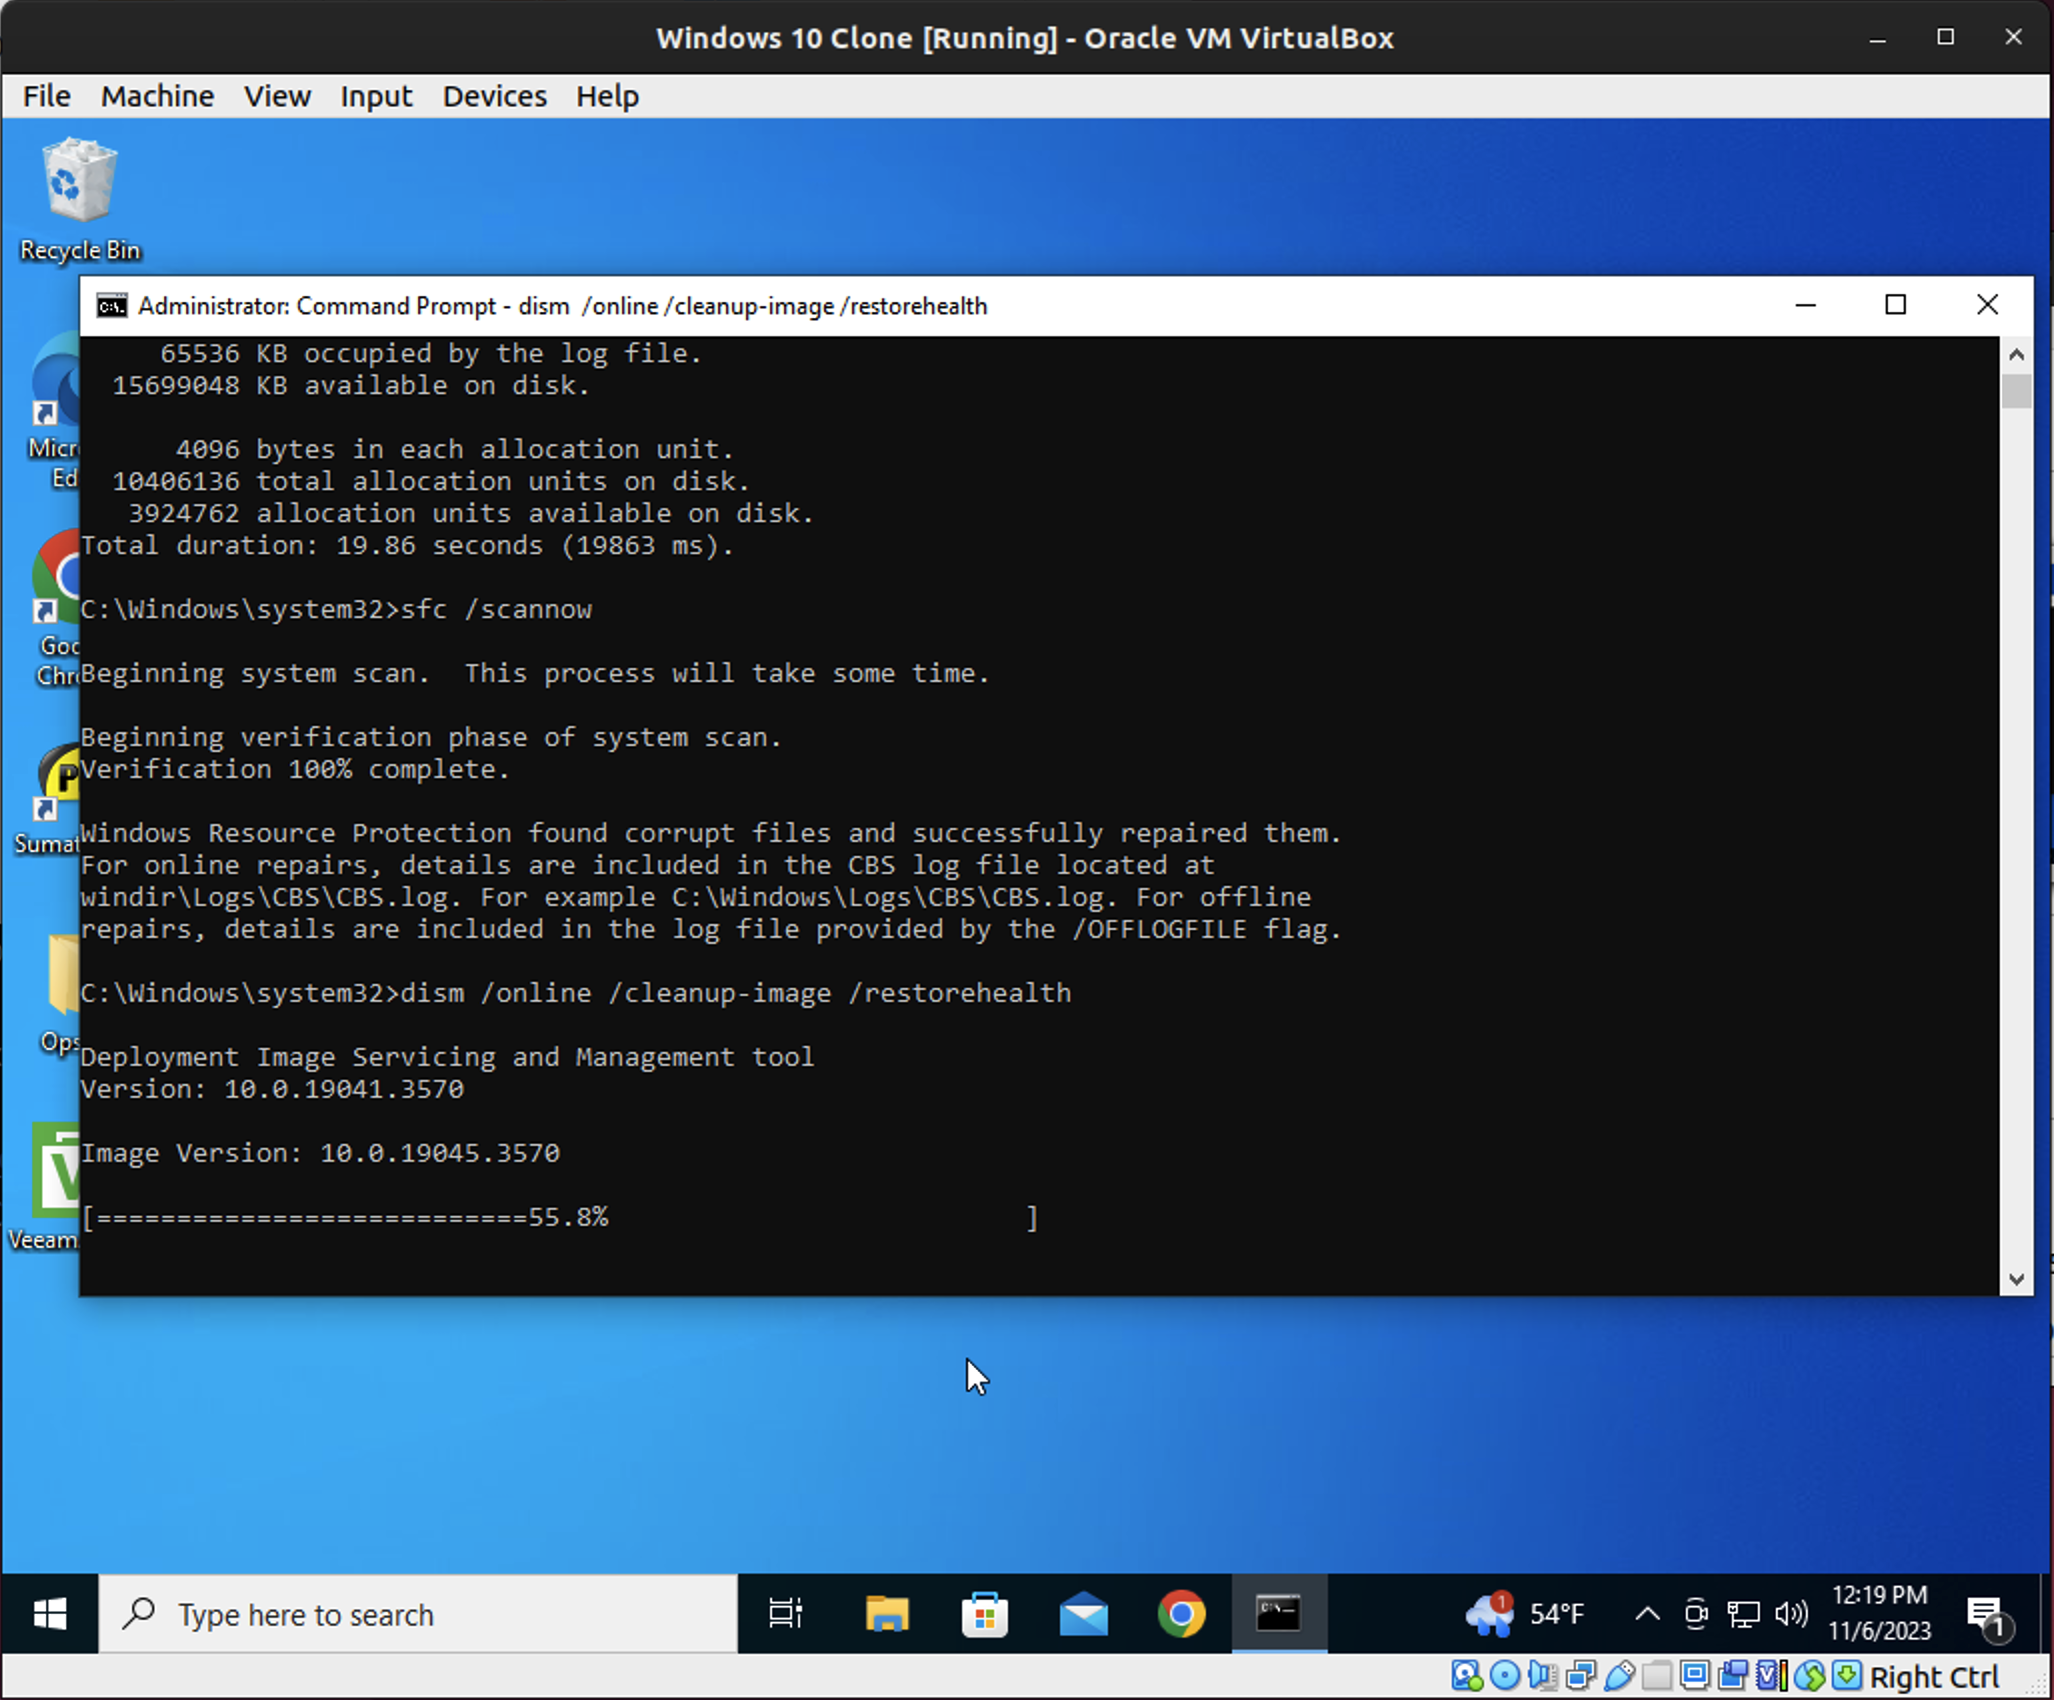 Windows 10 Clone [Running] - Oracle VM VirtualBox
File Machine View Input Devices Help
Recycle Bin
Administrator: Command Prompt - dism /online /cleanup-image /restorehealth
65536 KB occupied by the log file.
15699048 KB available on disk.
4096 bytes in each allocation unit.
10406136 total allocation units on disk.
3924762 allocation units available on disk.
Total duration: 19.86 seconds (19863 ms).
C:\Windows\system32>sfc /scannow
Beginning system scan.  This process will take some time.
Beginning verification phase of system scan.
Verification 100% complete.
Windows Resource Protection found corrupt files and successfully repaired them.
For online repairs, details are included in the CBS log file located at
windir\Logs\CBS\CBS.log. For example C:\Windows\Logs\CBS\CBS.log. For offline
repairs, details are included in the log file provided by the /OFFLOGFILE flag.
C:\Windows\system32>dism /online /cleanup-image /restorehealth
Deployment Image Servicing and Management tool
Version: 10.0.19041.3570
Image Version: 10.0.19045.3570
[===========================55.8%                          ]
Micr
Ed
Goo
Chr
Sumat
Ops
Veeam
Type here to search
1
54°F
12:19 PM
11/6/2023
1
Right Ctrl